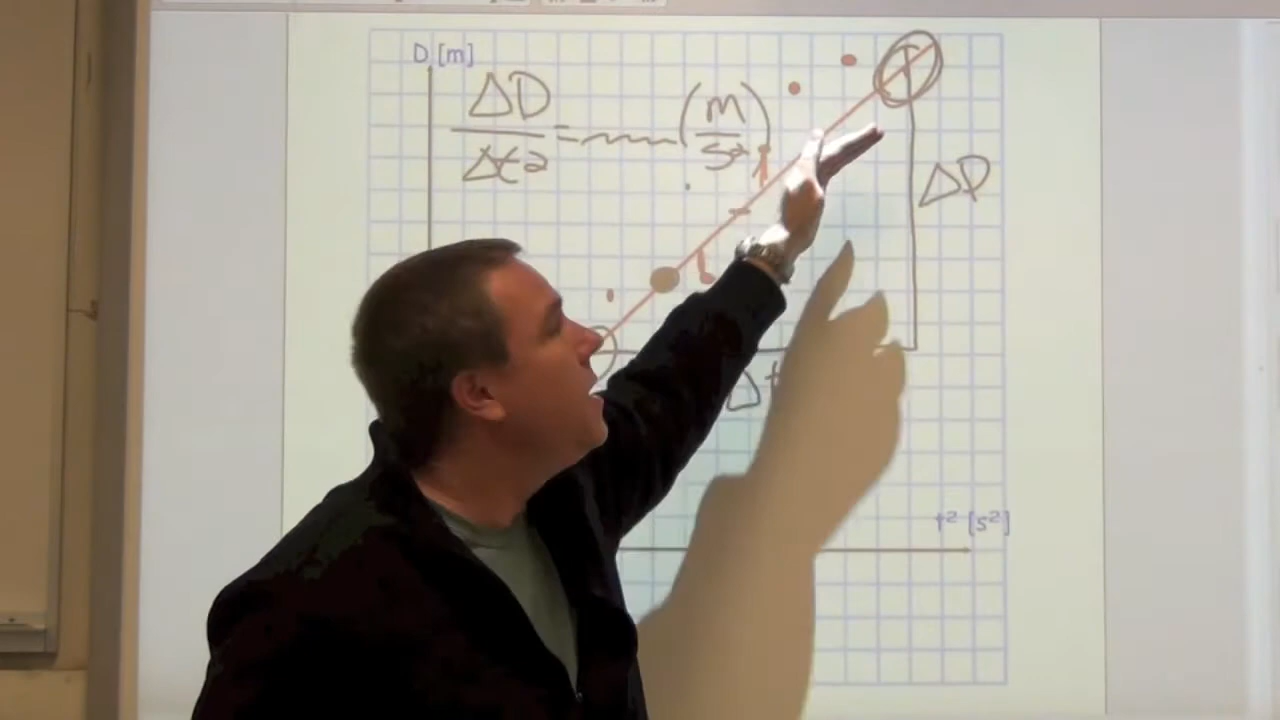 D [m]
ΔD
Δt2
=
(m
s²)
ΔD
Δt
t² [s²]